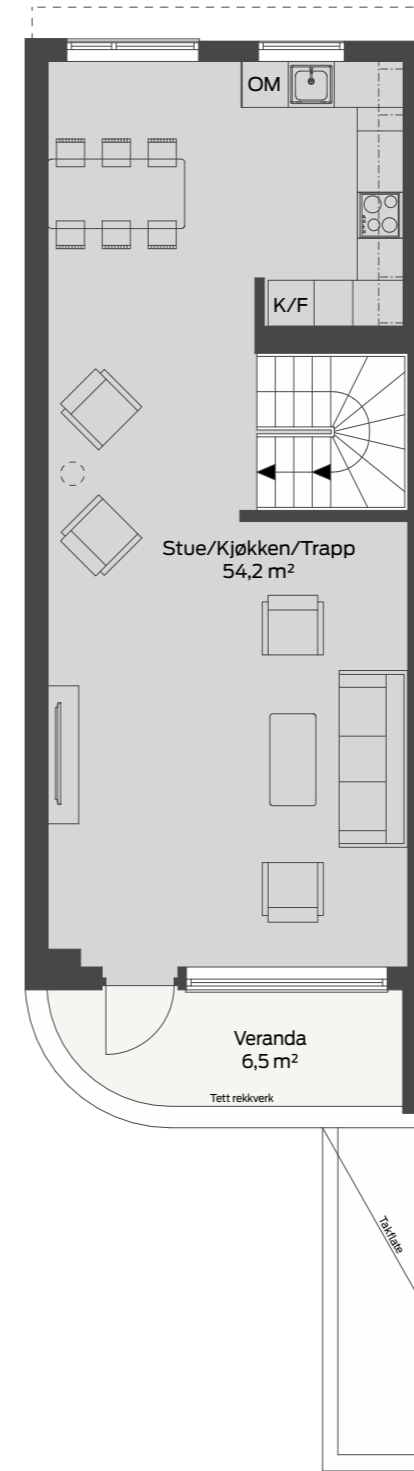 OM
K/F
Stue/Kjøkken/Trapp
54,2 m²
Veranda
6,5 m²
Tett rekkverk
Takflate